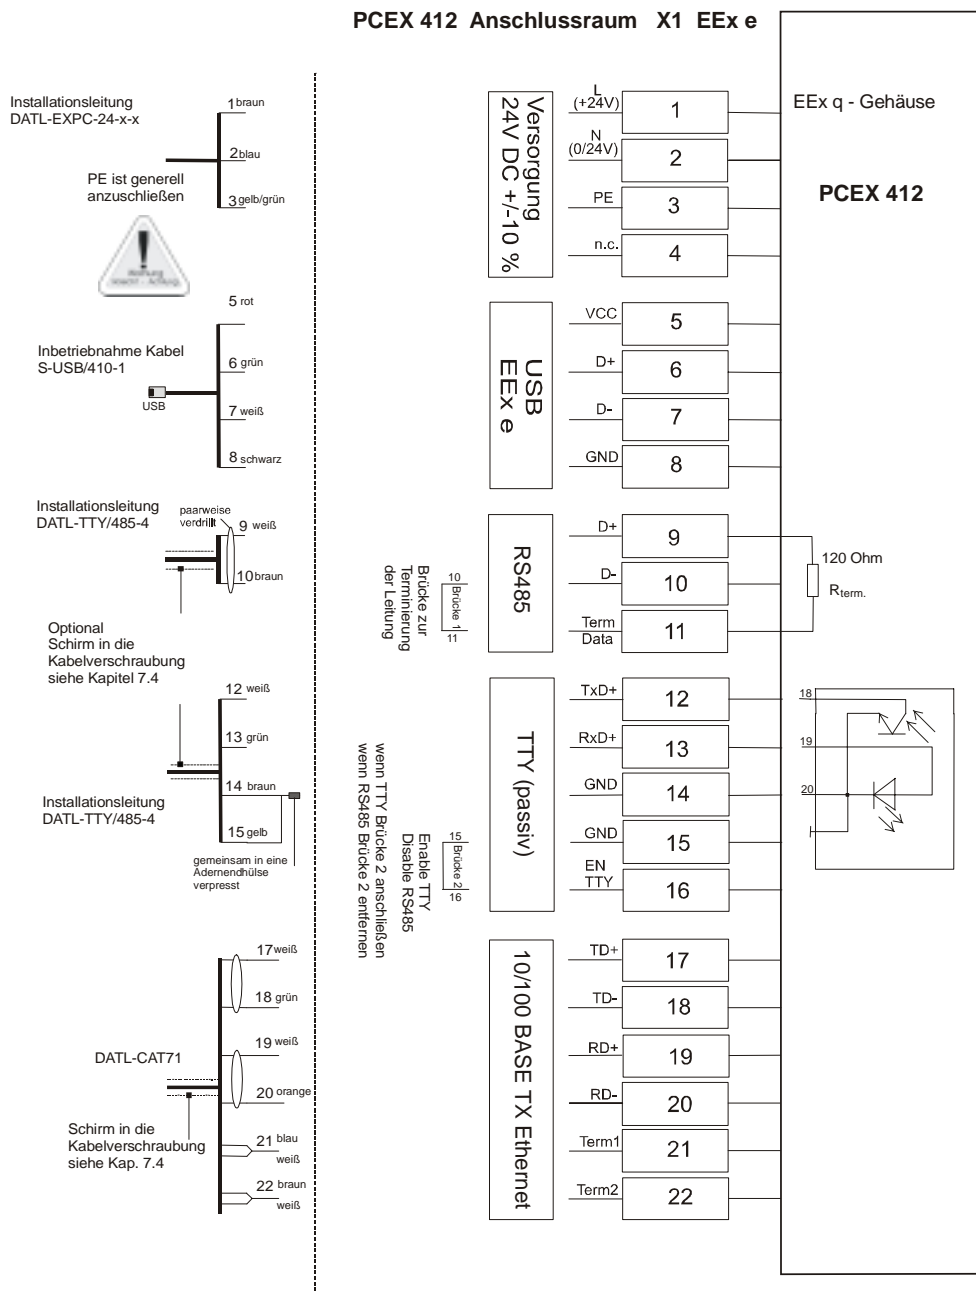 PCEX 412 Anschlussraum X1 EEx e
Installationsleitung
DATL-EXPC-24-x-x
1 braun
2 blau
3 gelb/grün
PE ist generell
anzuschließen
5 rot
Inbetriebnahme Kabel
S-USB/410-1
USB
6 grün
7 weiß
8 schwarz
Installationsleitung
DATL-TTY/485-4
paarweise
verdrillt
9 weiß
10 braun
Optional
Schirm in die
Kabelverschraubung
siehe Kapitel 7.4
12 weiß
13 grün
14 braun
15 gelb
Installationsleitung
DATL-TTY/485-4
gemeinsam in eine
Adernendhülse
verpresst
17 weiß
18 grün
19 weiß
20 orange
21 blau
weiß
22 braun
weiß
DATL-CAT71
Schirm in die
Kabelverschraubung
siehe Kap. 7.4
Brücke zur
Terminierung
der Leitung
10
Brücke 1
11
Enable TTY
Disable RS485
wenn TTY Brücke 2 anschließen
wenn RS485 Brücke 2 entfernen
15
Brücke 2
16
Versorgung
24V DC +/-10 %
L
(+24V)
1
N
(0/24V)
2
PE
3
n.c.
4
USB
EEx e
VCC
5
D+
6
D-
7
GND
8
RS485
D+
9
D-
10
Term
Data
11
TTY (passiv)
TxD+
12
RxD+
13
GND
14
GND
15
EN
TTY
16
10/100 BASE TX Ethernet
TD+
17
TD-
18
RD+
19
RD-
20
Term1
21
Term2
22
EEx q - Gehäuse
PCEX 412
120 Ohm
Rterm.
18
19
20